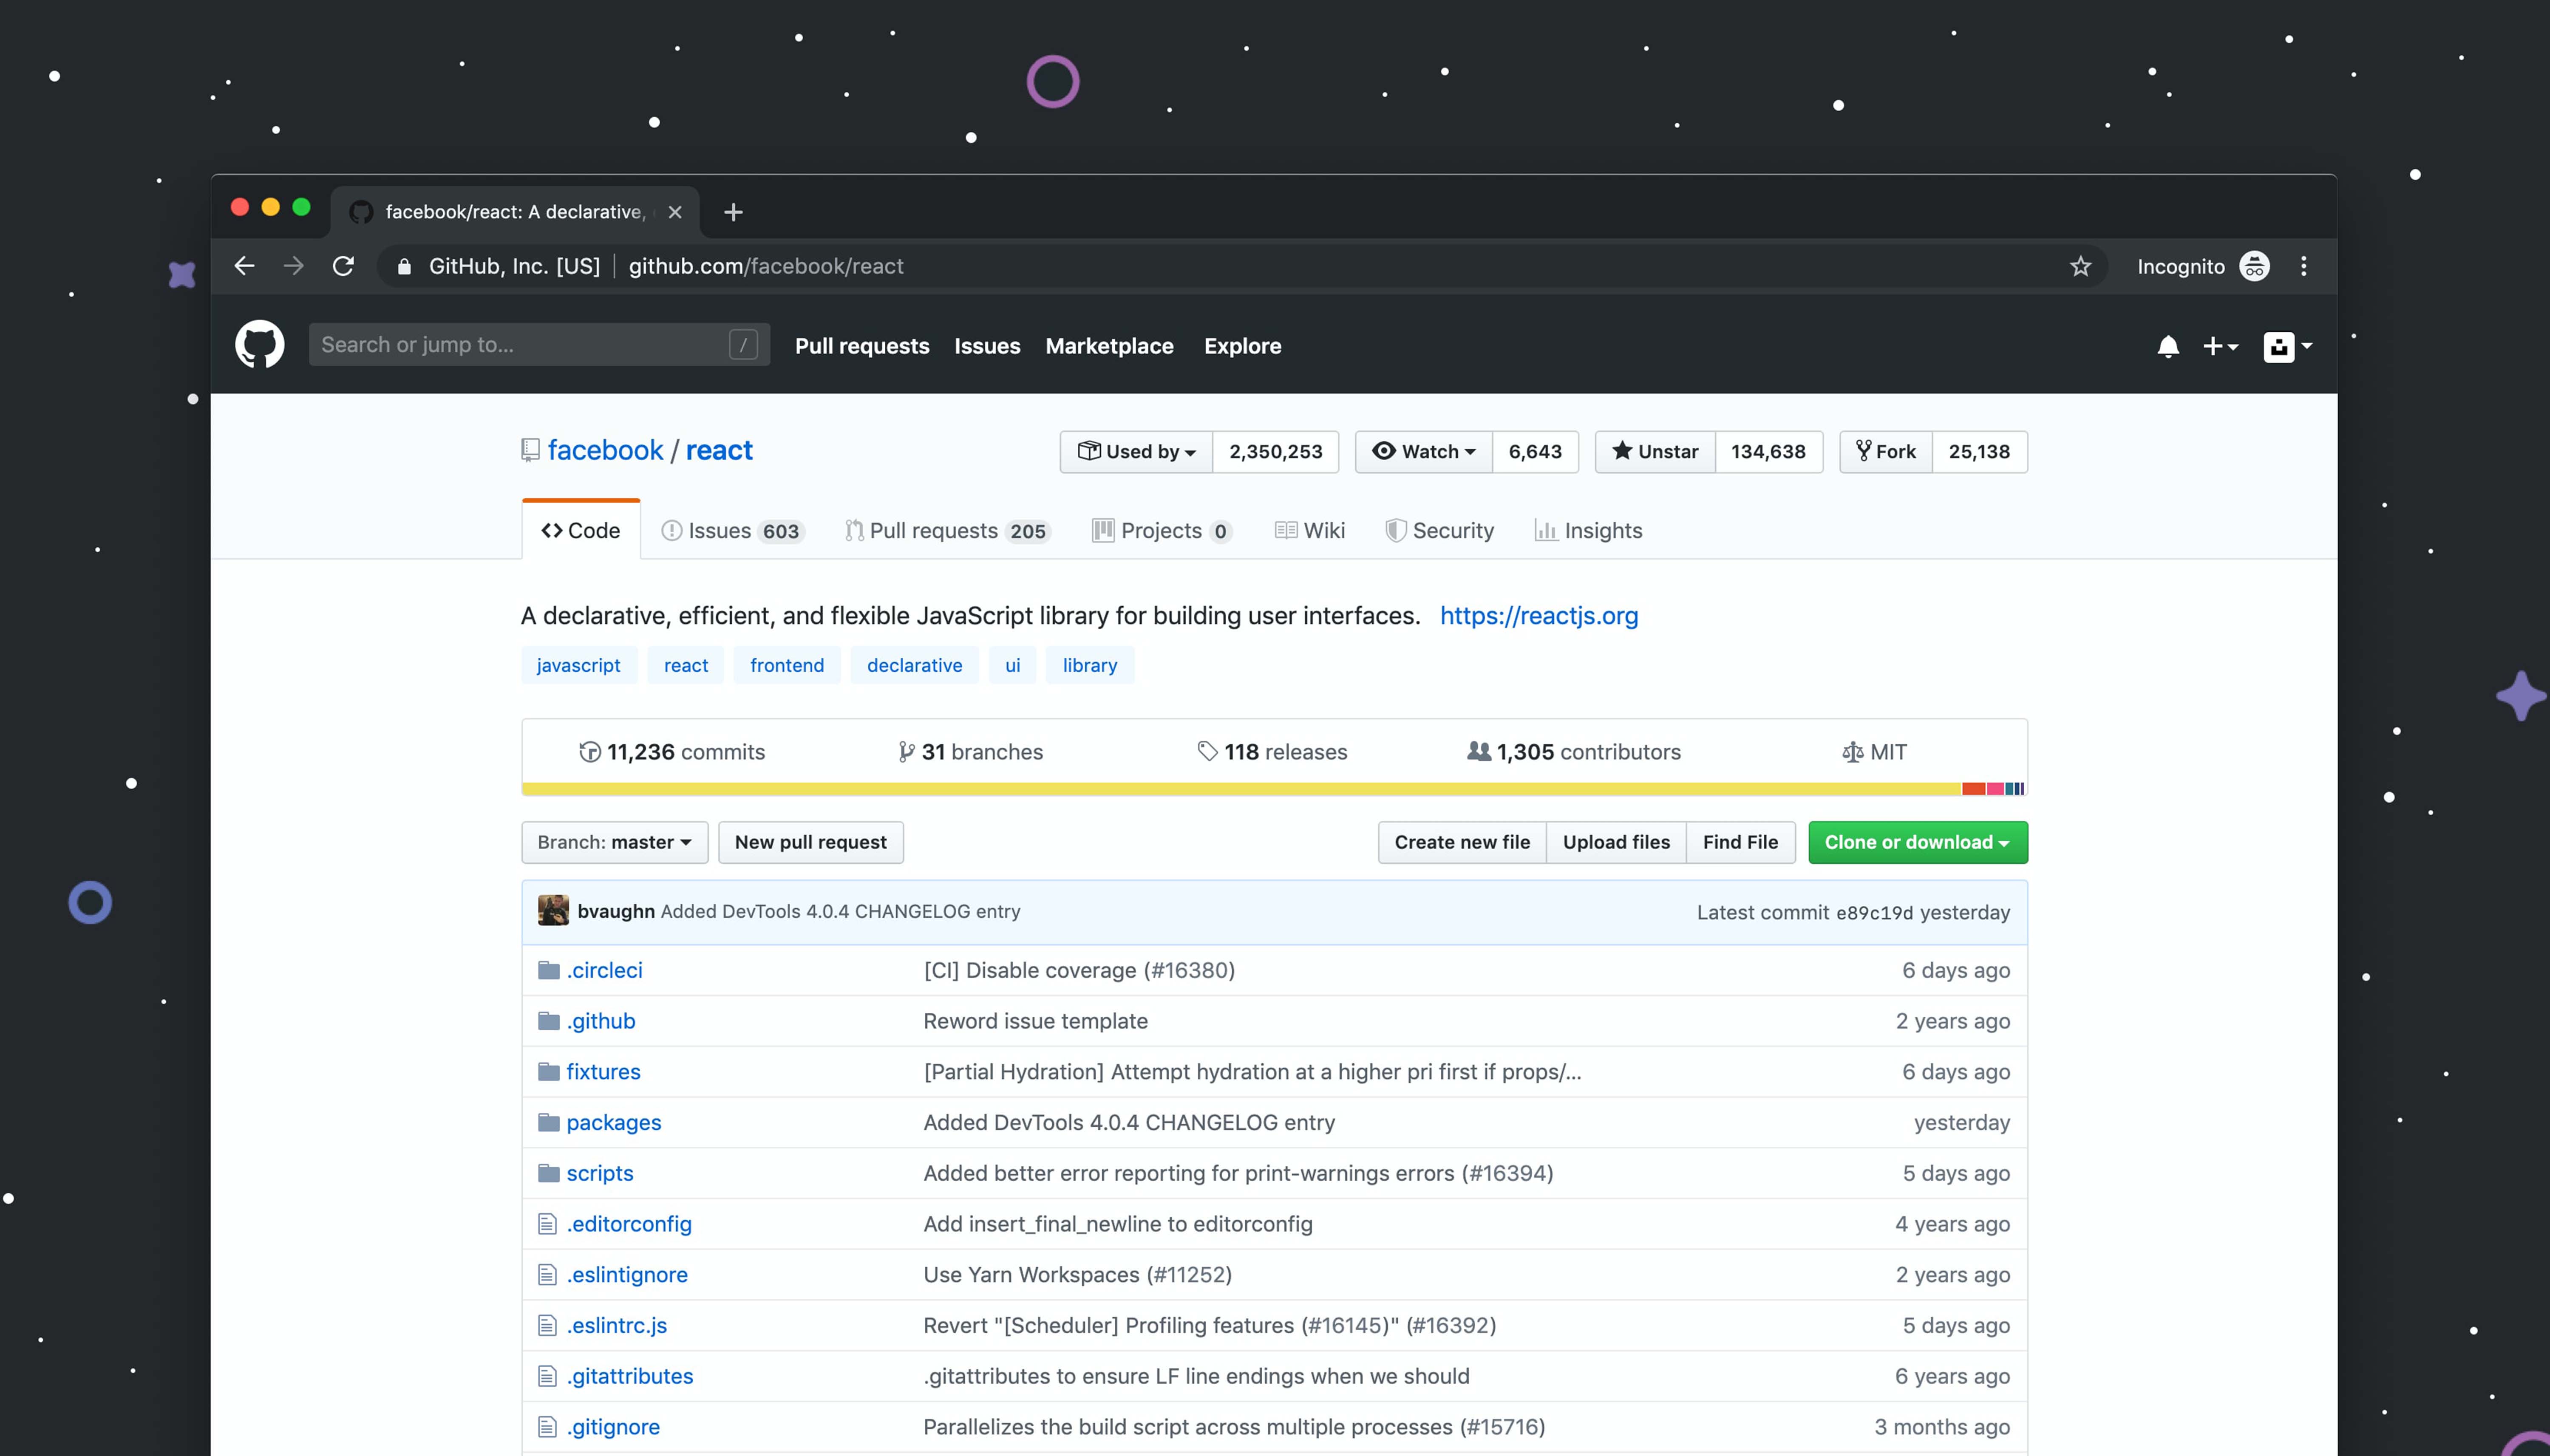 facebook/react: A declarative,
GitHub, Inc. [US] | github.com/facebook/react
Incognito
Search or jump to... / Pull requests Issues Marketplace Explore
facebook / react
Used by 2,350,253 Watch 6,643 Unstar 134,638 Fork 25,138
Code Issues 603 Pull requests 205 Projects 0 Wiki Security Insights
A declarative, efficient, and flexible JavaScript library for building user interfaces. https://reactjs.org
javascript react frontend declarative ui library
11,236 commits 31 branches 118 releases 1,305 contributors MIT
Branch: master New pull request Create new file Upload files Find File Clone or download
bvaughn Added DevTools 4.0.4 CHANGELOG entry Latest commit e89c19d yesterday
.circleci [CI] Disable coverage (#16380) 6 days ago
.github Reword issue template 2 years ago
fixtures [Partial Hydration] Attempt hydration at a higher pri first if props/... 6 days ago
packages Added DevTools 4.0.4 CHANGELOG entry yesterday
scripts Added better error reporting for print-warnings errors (#16394) 5 days ago
.editorconfig Add insert_final_newline to editorconfig 4 years ago
.eslintignore Use Yarn Workspaces (#11252) 2 years ago
.eslintrc.js Revert "[Scheduler] Profiling features (#16145)" (#16392) 5 days ago
.gitattributes .gitattributes to ensure LF line endings when we should 6 years ago
.gitignore Parallelizes the build script across multiple processes (#15716) 3 months ago